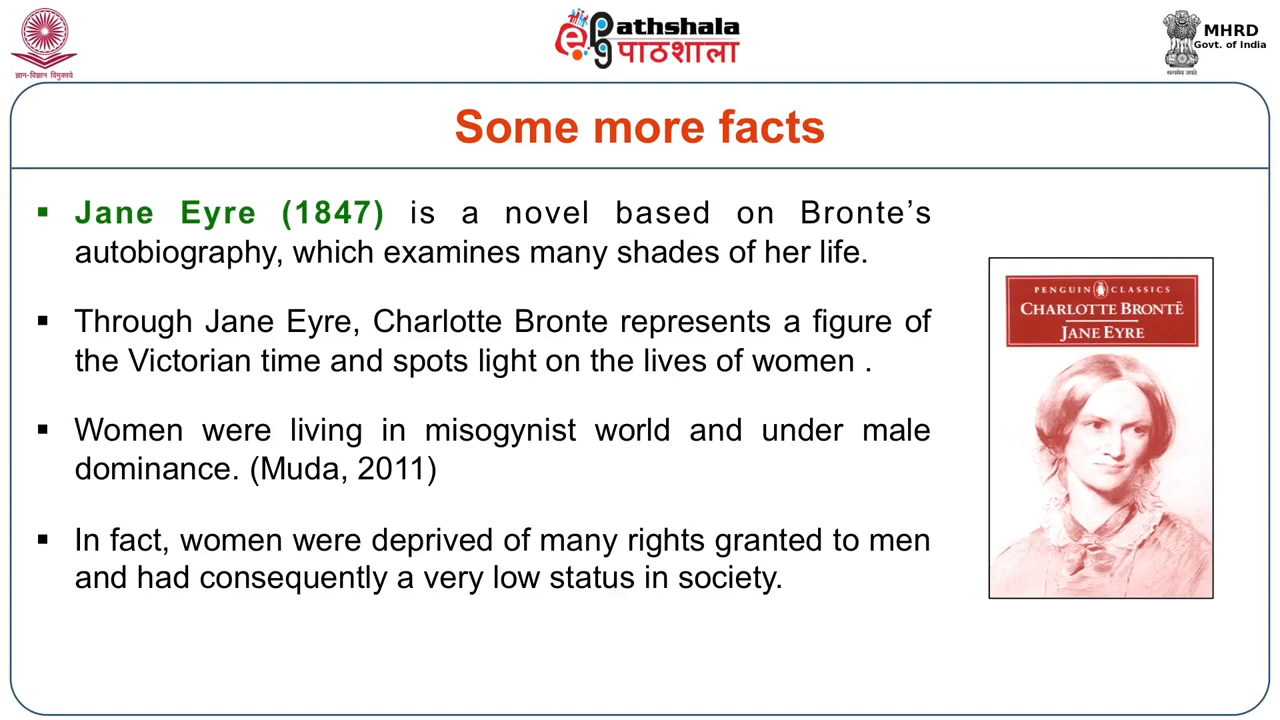 ज्ञान-विज्ञान विमुक्तये
ePathshala
पाठशाला
MHRD
Govt. of India
सत्यमेव जयते
Some more facts
▪ Jane Eyre (1847) is a novel based on Bronte’s
autobiography, which examines many shades of her life.
▪ Through Jane Eyre, Charlotte Bronte represents a figure of
the Victorian time and spots light on the lives of women .
▪ Women were living in misogynist world and under male
dominance. (Muda, 2011)
▪ In fact, women were deprived of many rights granted to men
and had consequently a very low status in society.
PENGUIN CLASSICS
CHARLOTTE BRONTË
JANE EYRE